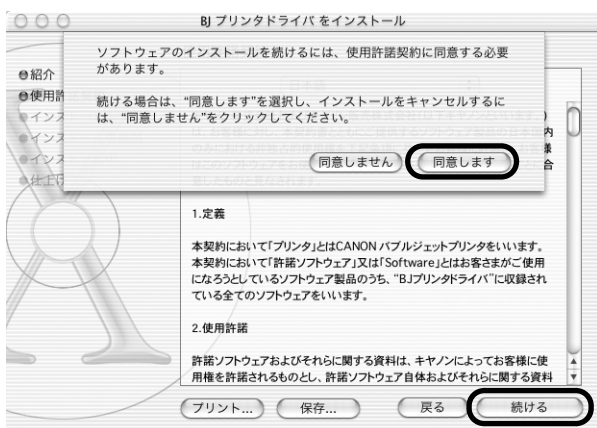 BJ プリンタドライバ をインストール
ソフトウェアのインストールを続けるには、使用許諾契約に同意する必要
があります。
続ける場合は、“同意します”を選択し、インストールをキャンセルするに
は、“同意しません”をクリックしてください。
同意しません 同意します
紹介
使用許
インス
インス
インス
仕上げ
内
様
合
1.定義
本契約において「プリンタ」とはCANON バブルジェットプリンタをいいます。
本契約において「許諾ソフトウェア」又は「Software」とはお客さまがご使用
になろうとしているソフトウェア製品のうち、“BJプリンタドライバ”に収録され
ている全てのソフトウェアをいいます。
2.使用許諾
許諾ソフトウェアおよびそれらに関する資料は、キヤノンによってお客様に使
用権を許諾されるものとし、許諾ソフトウェア自体およびそれらに関する資料
プリント... 保存... 戻る 続ける